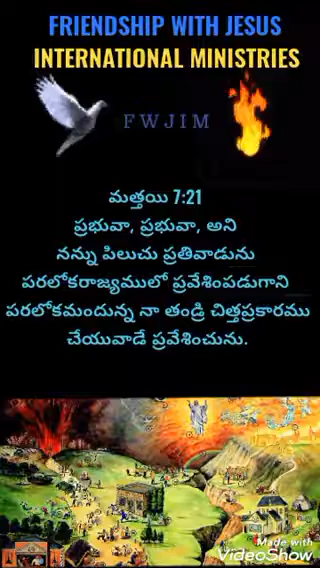 FRIENDSHIP WITH JESUS
INTERNATIONAL MINISTRIES
F W J I M
మత్తయి 7:21
ప్రభువా, ప్రభువా, అని
నన్ను పిలుచు ప్రతివాడును
పరలోకరాజ్యములో ప్రవేశింపడుగాని
పరలోకమందున్న నా తండ్రి చిత్తప్రకారము
చేయువాడే ప్రవేశించును.
Made with
VideoShow